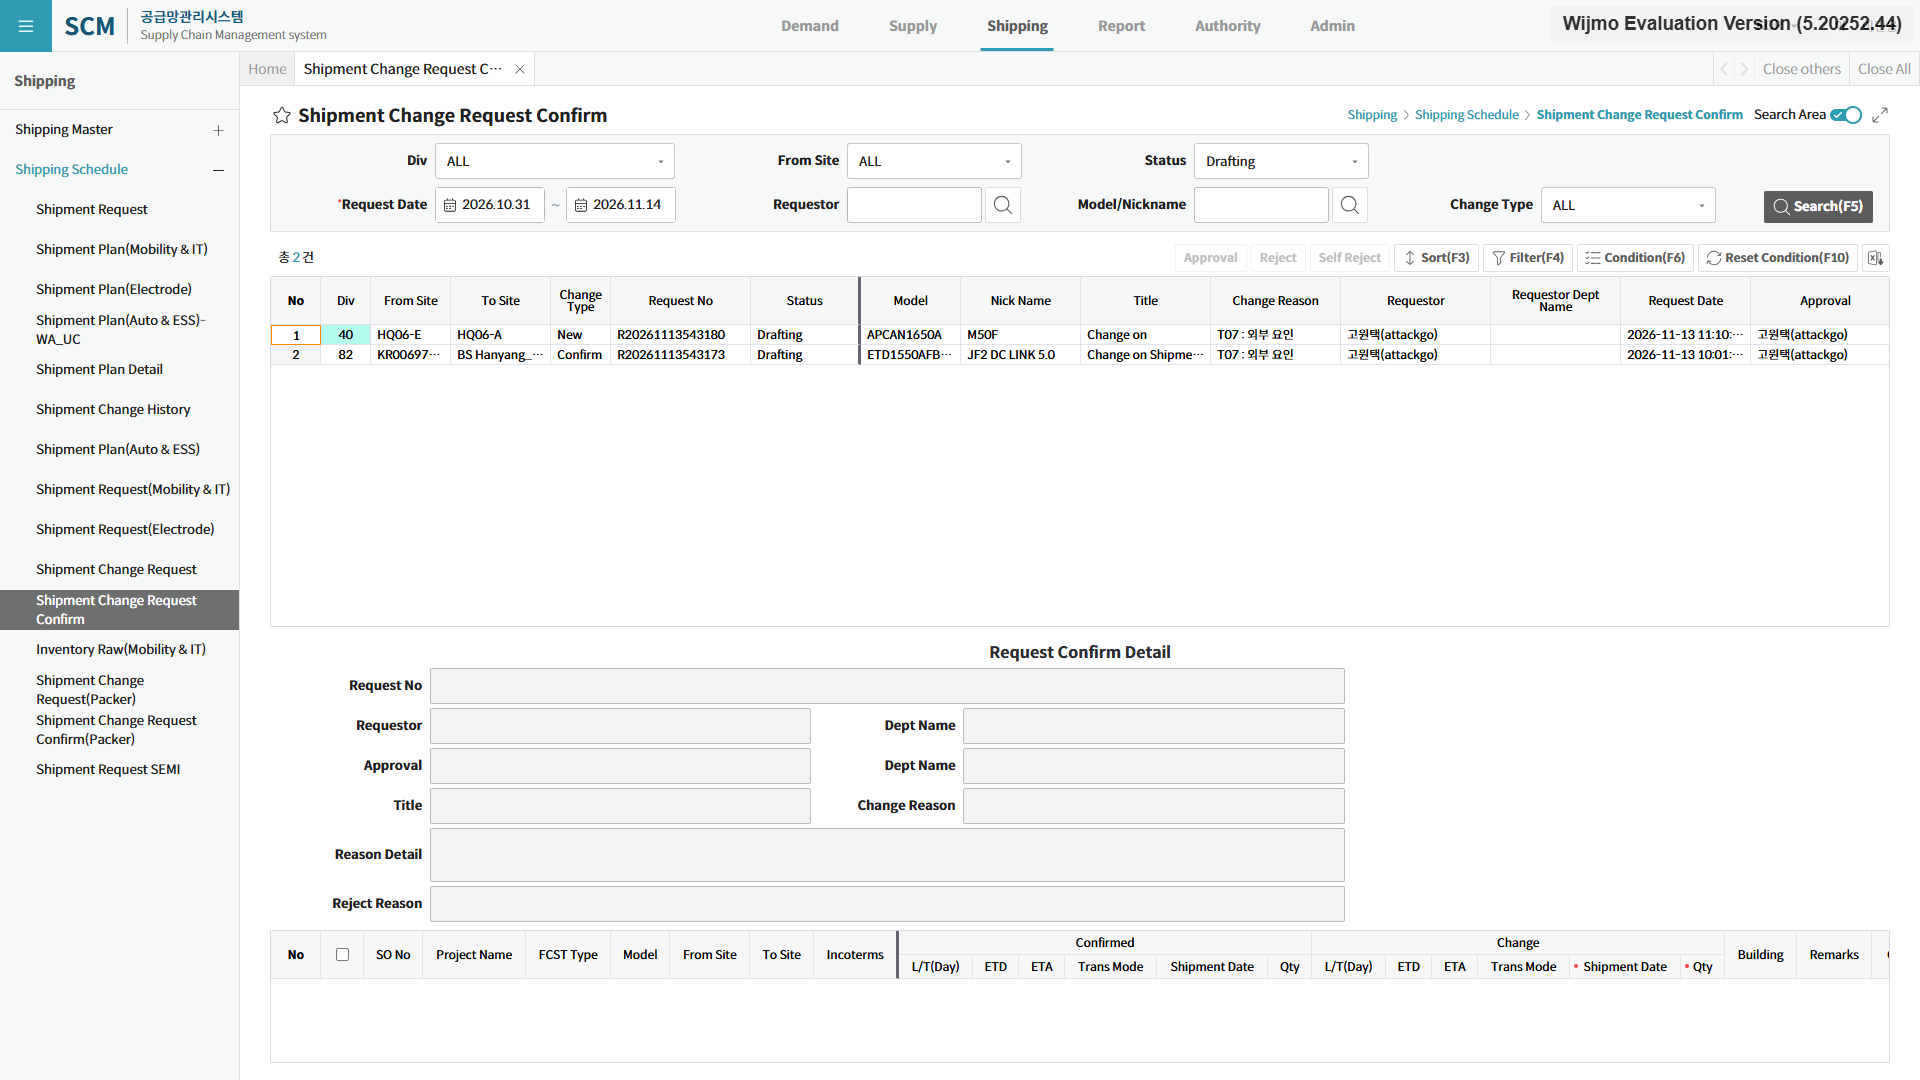 SCM
공급망관리시스템
Supply Chain Management system
Demand
Supply
Shipping
Report
Authority
Admin
Wijmo Evaluation Version (5.20252.44)
Shipping
Home
Shipment Change Request C···
Close others
Close All
Shipping Master
Shipping Schedule
Shipment Request
Shipment Plan(Mobility & IT)
Shipment Plan(Electrode)
Shipment Plan(Auto & ESS)-
WA_UC
Shipment Plan Detail
Shipment Change History
Shipment Plan(Auto & ESS)
Shipment Request(Mobility & IT)
Shipment Request(Electrode)
Shipment Change Request
Shipment Change Request
Confirm
Inventory Raw(Mobility & IT)
Shipment Change
Request(Packer)
Shipment Change Request
Confirm(Packer)
Shipment Request SEMI
Shipment Change Request Confirm
Shipping > Shipping Schedule > Shipment Change Request Confirm
Search Area
Div ALL
From Site ALL
Status Drafting
*Request Date 2026.10.31 ~ 2026.11.14
Requestor
Model/Nickname
Change Type ALL
Search(F5)
총 2 건
Approval
Reject
Self Reject
Sort(F3)
Filter(F4)
Condition(F6)
Reset Condition(F10)
No Div From Site To Site Change Type Request No Status Model Nick Name Title Change Reason Requestor Requestor Dept Name Request Date Approval
1 40 HQ06-E HQ06-A New R20261113543180 Drafting APCAN1650A M50F Change on T07 : 외부 요인 고원택(attackgo) 2026-11-13 11:10:··· 고원택(attackgo)
2 82 KR00697··· BS Hanyang_··· Confirm R20261113543173 Drafting ETD1550AFB··· JF2 DC LINK 5.0 Change on Shipme··· T07 : 외부 요인 고원택(attackgo) 2026-11-13 10:01:··· 고원택(attackgo)
Request Confirm Detail
Request No
Requestor
Dept Name
Approval
Dept Name
Title
Change Reason
Reason Detail
Reject Reason
No SO No Project Name FCST Type Model From Site To Site Incoterms
Confirmed
L/T(Day) ETD ETA Trans Mode Shipment Date Qty
Change
L/T(Day) ETD ETA Trans Mode * Shipment Date * Qty
Building Remarks